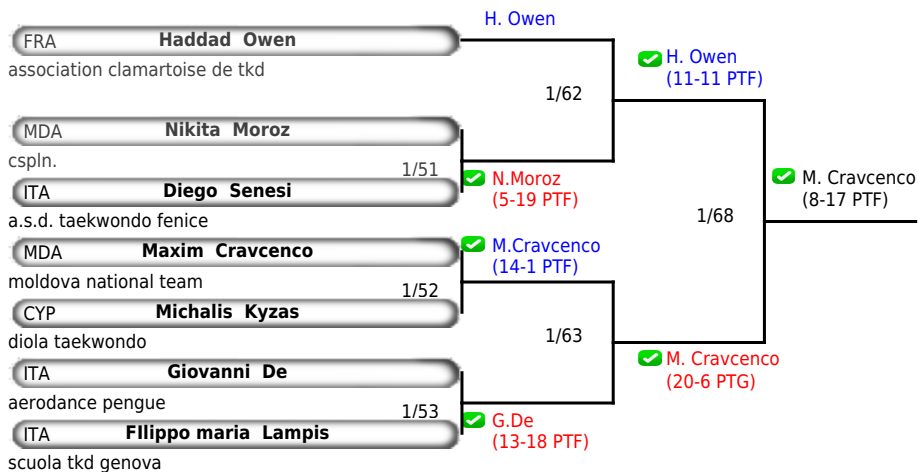 H. Owen
FRA Haddad Owen
association clamartoise de tkd
H. Owen
(11-11 PTF)
1/62
MDA Nikita Moroz
cspln.
1/51
N.Moroz
(5-19 PTF)
ITA Diego Senesi
a.s.d. taekwondo fenice
M. Cravcenco
(8-17 PTF)
1/68
MDA Maxim Cravcenco
moldova national team
M.Cravcenco
(14-1 PTF)
1/52
CYP Michalis Kyzas
diola taekwondo
1/63
ITA Giovanni De
aerodance pengue
M. Cravcenco
(20-6 PTG)
1/53
G.De
(13-18 PTF)
ITA FIlippo maria Lampis
scuola tkd genova